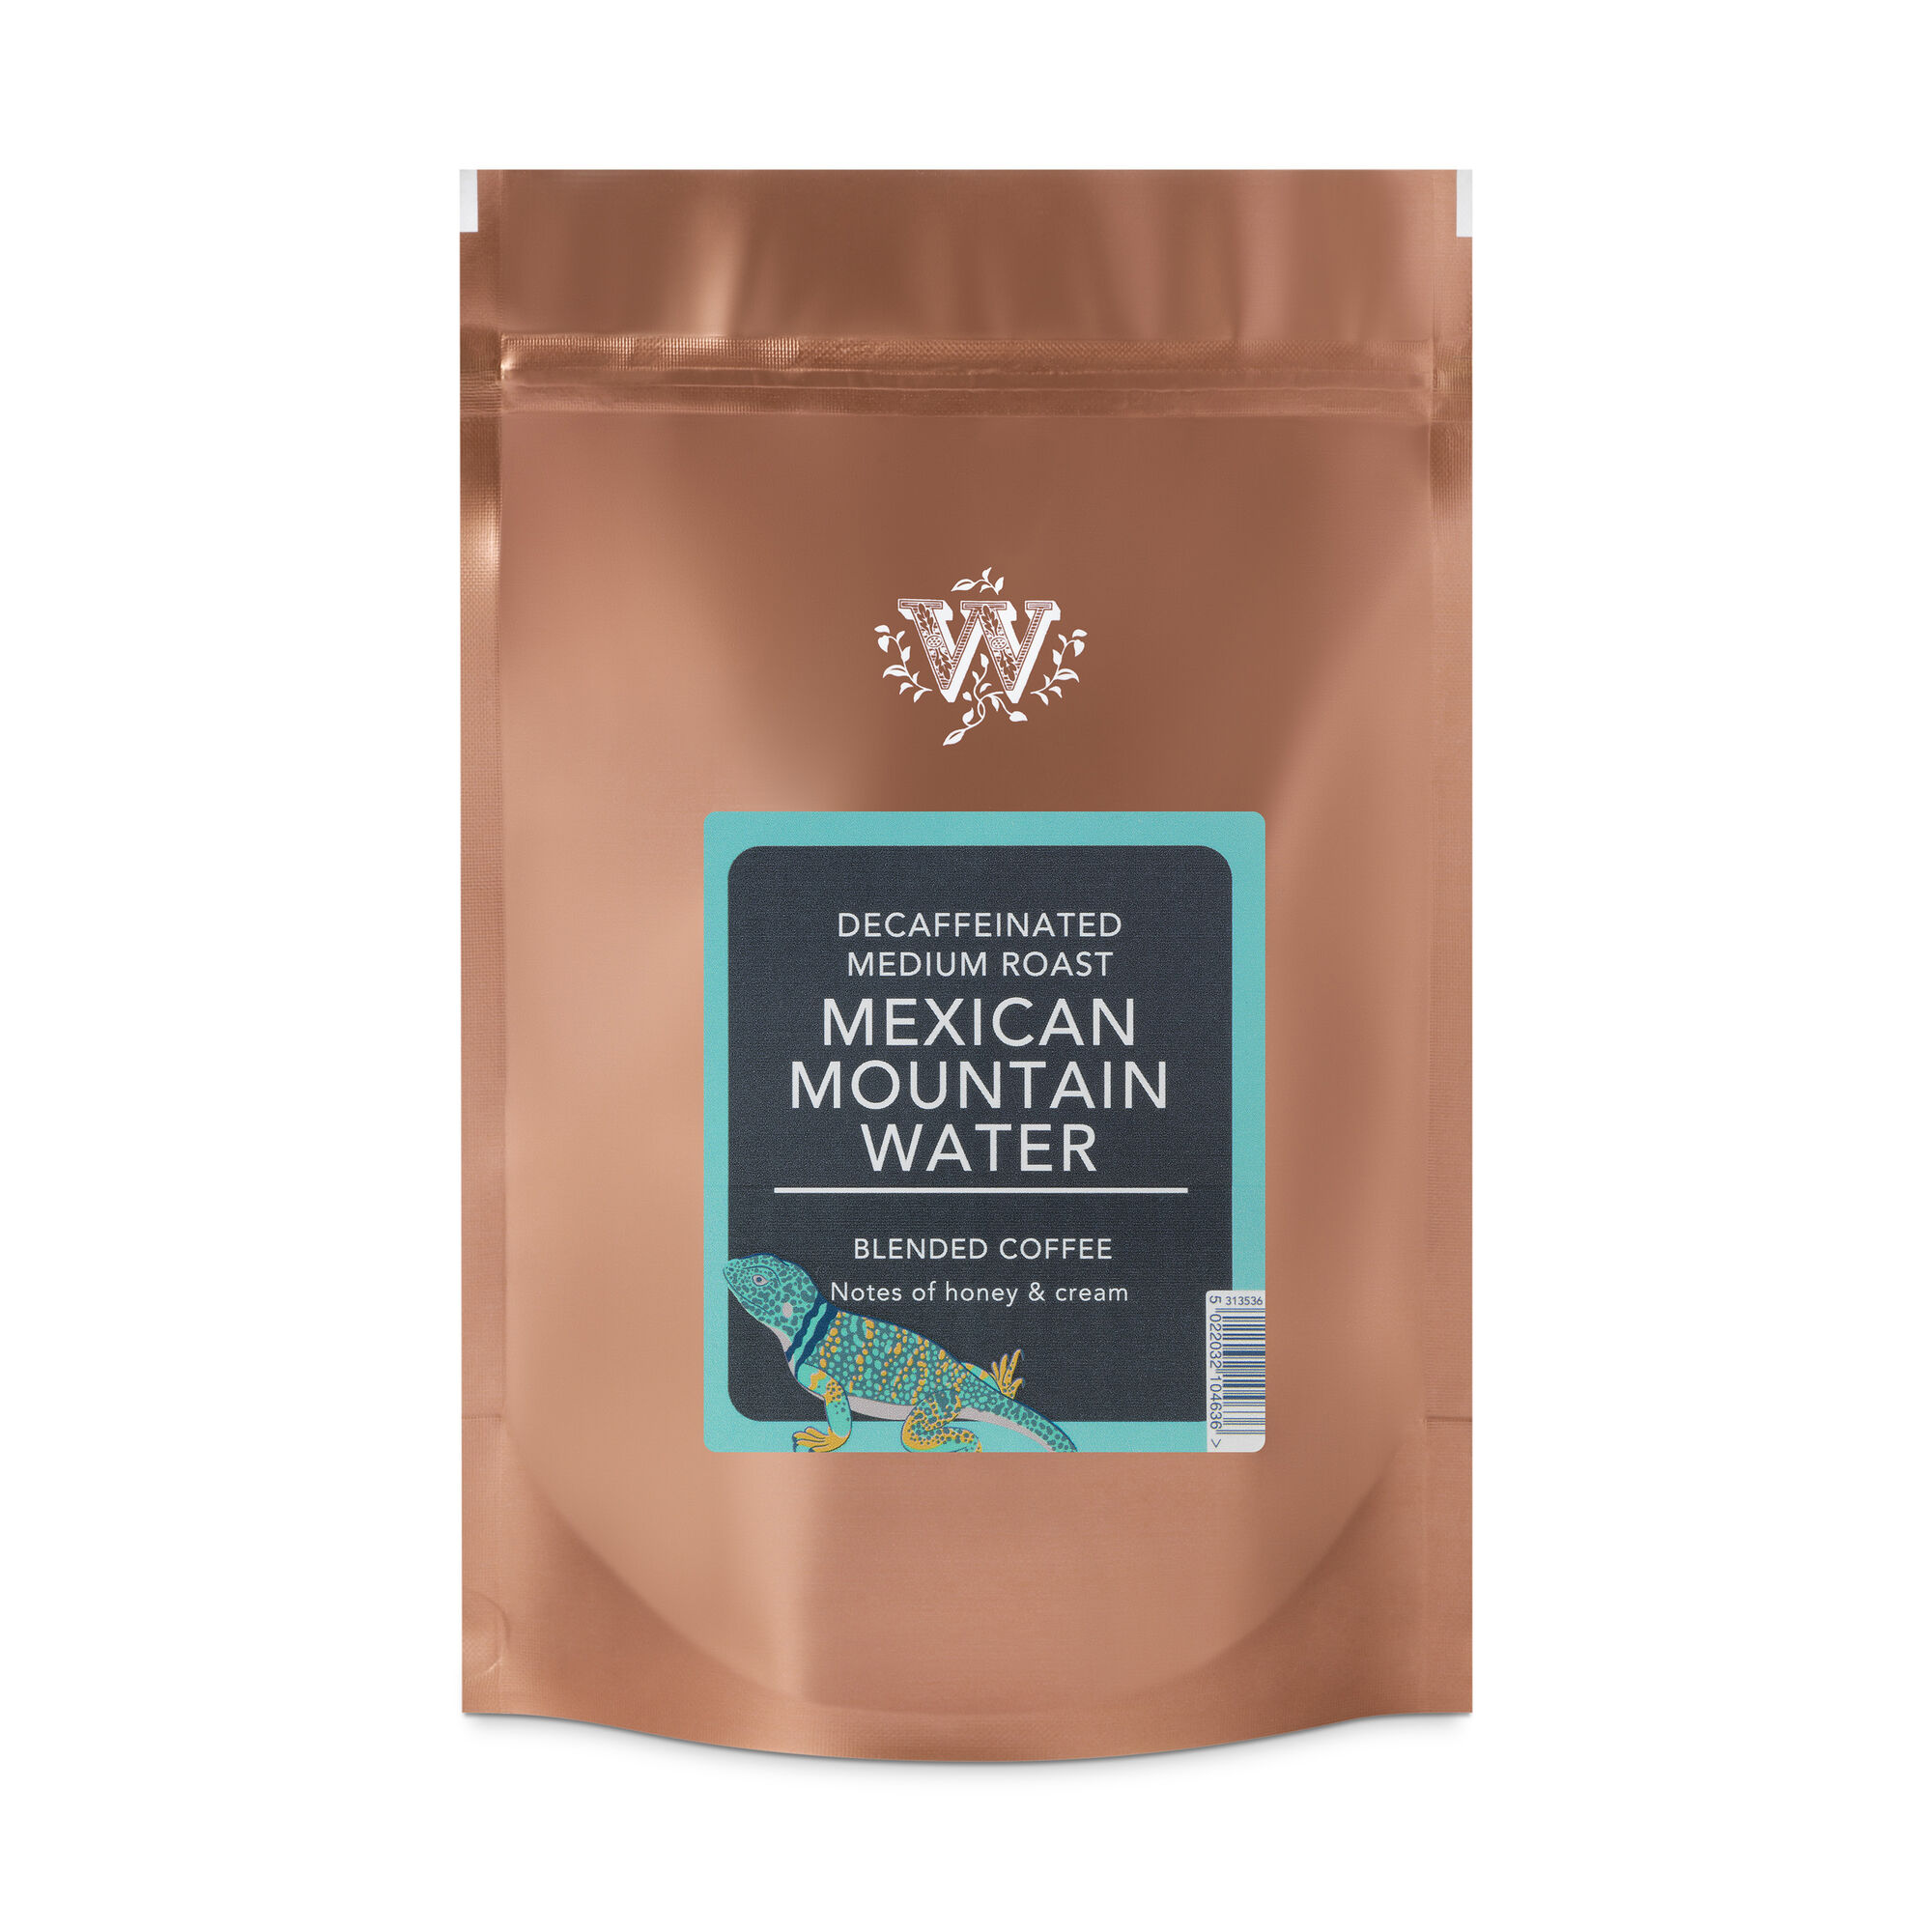 W
DECAFFEINATED
MEDIUM ROAST
MEXICAN
MOUNTAIN
WATER
BLENDED COFFEE
Notes of honey & cream
313536
5 022032 104636 >